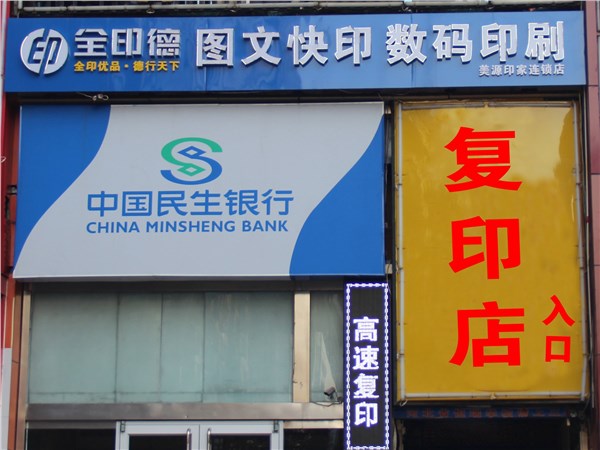 印 全印德 图文快印 数码印刷
全印优品·德行天下
美源印家连锁店
中国民生银行
CHINA MINSHENG BANK
复印店
入口
高速复印